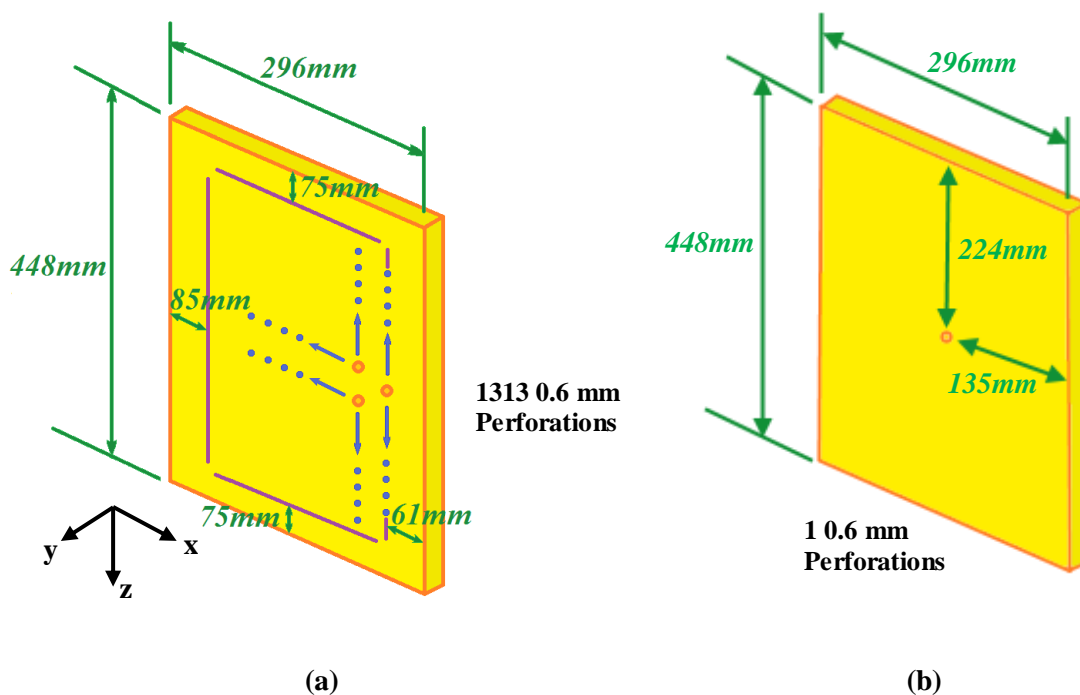 296mm
75mm
448mm
85mm
1313 0.6 mm
Perforations
75mm
61mm
y
x
z
(a)
296mm
448mm
224mm
135mm
1 0.6 mm
Perforations
(b)